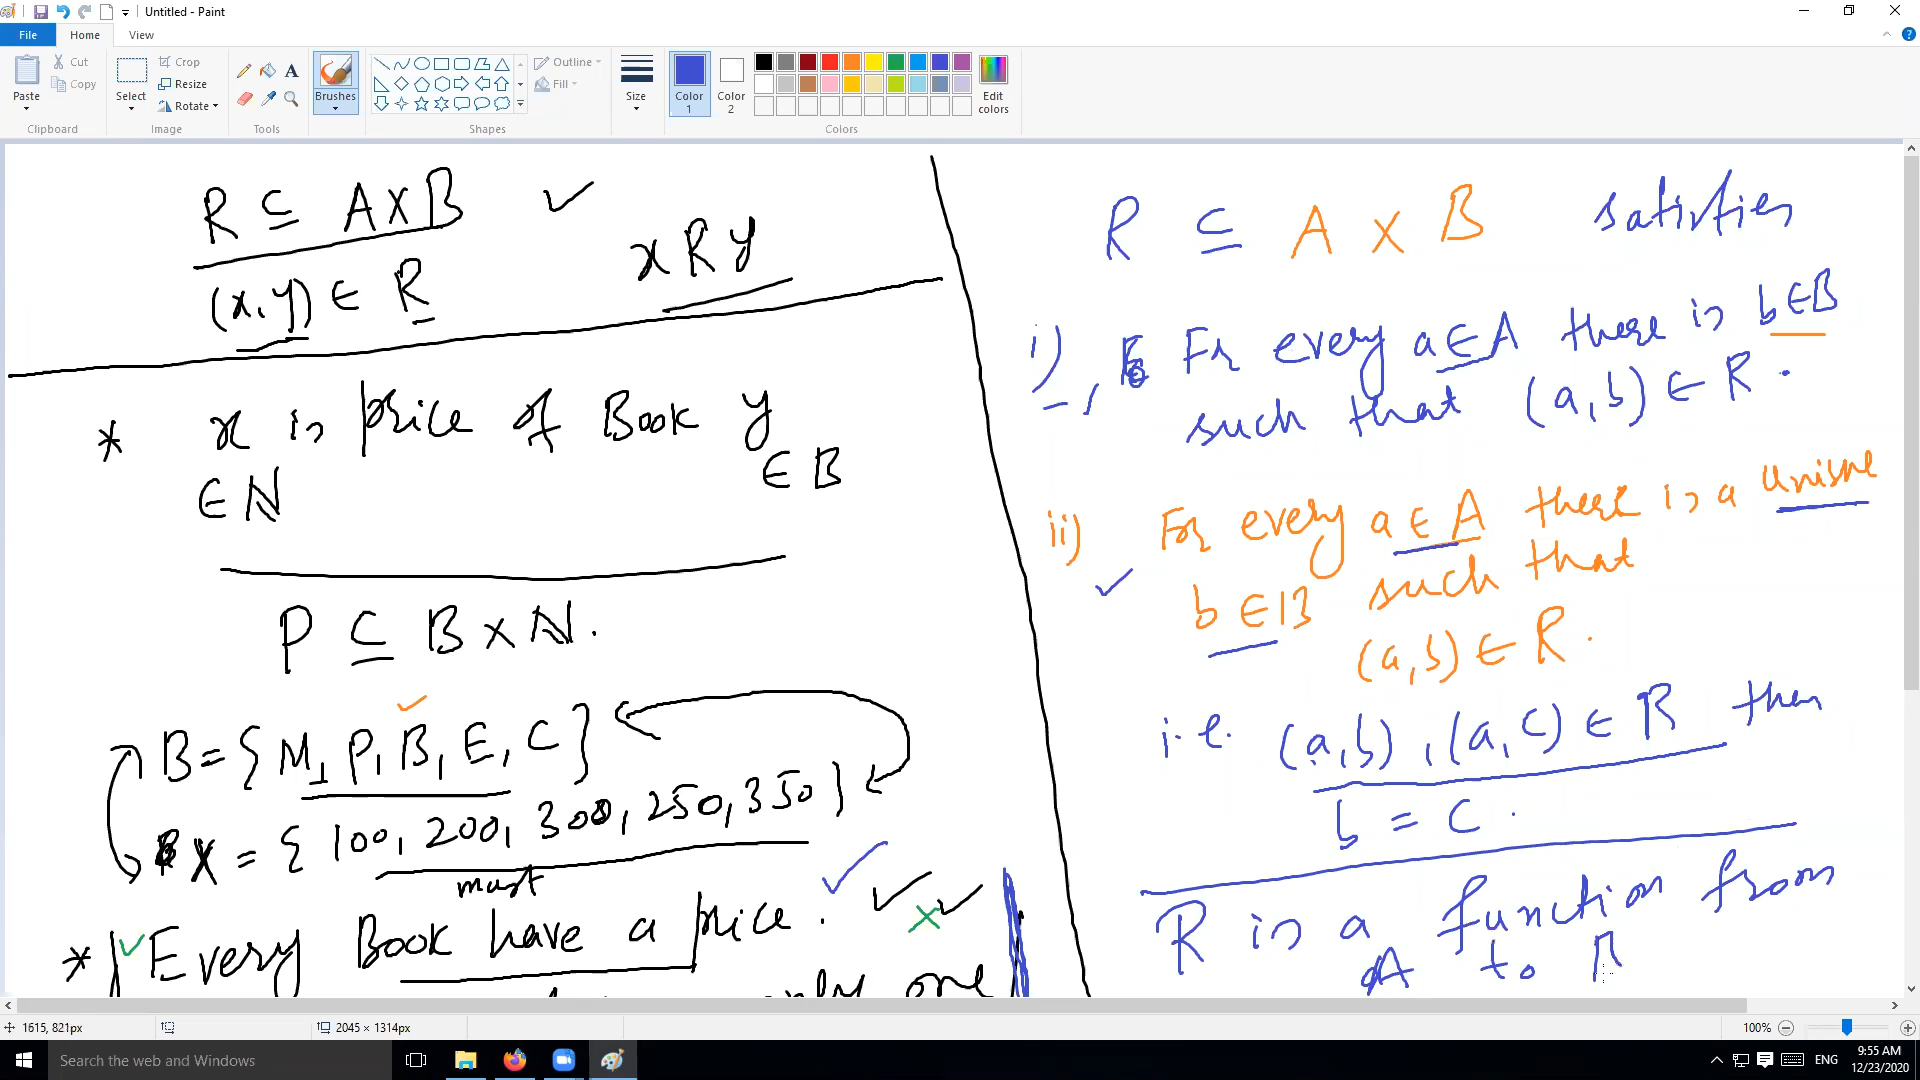 Untitled - Paint
File Home View
Paste
Cut
Copy
Clipboard
Select
Crop
Resize
Rotate
Image
Tools
Brushes
Shapes
Outline
Fill
Size
Color 1
Color 2
Edit colors
Colors
R ⊆ A X B
(x, y) ∈ R
x R y
* x is price of Book y
∈ N
∈ B
P ⊆ B x N.
B = { M, P, B, E, C }
X = { 100, 200, 300, 250, 350 }
must
* Every Book have a price.
only one
R ⊆ A x B satisfies
i) For every a ∈ A there is b ∈ B
such that (a, b) ∈ R.
ii) For every a ∈ A there is a unique
b ∈ B such that
(a, b) ∈ R.
i.e. (a, b), (a, c) ∈ R then
b = c.
R is a function from
A to
1615, 821px
2045 × 1314px
100%
Search the web and Windows
ENG
9:55 AM
12/23/2020